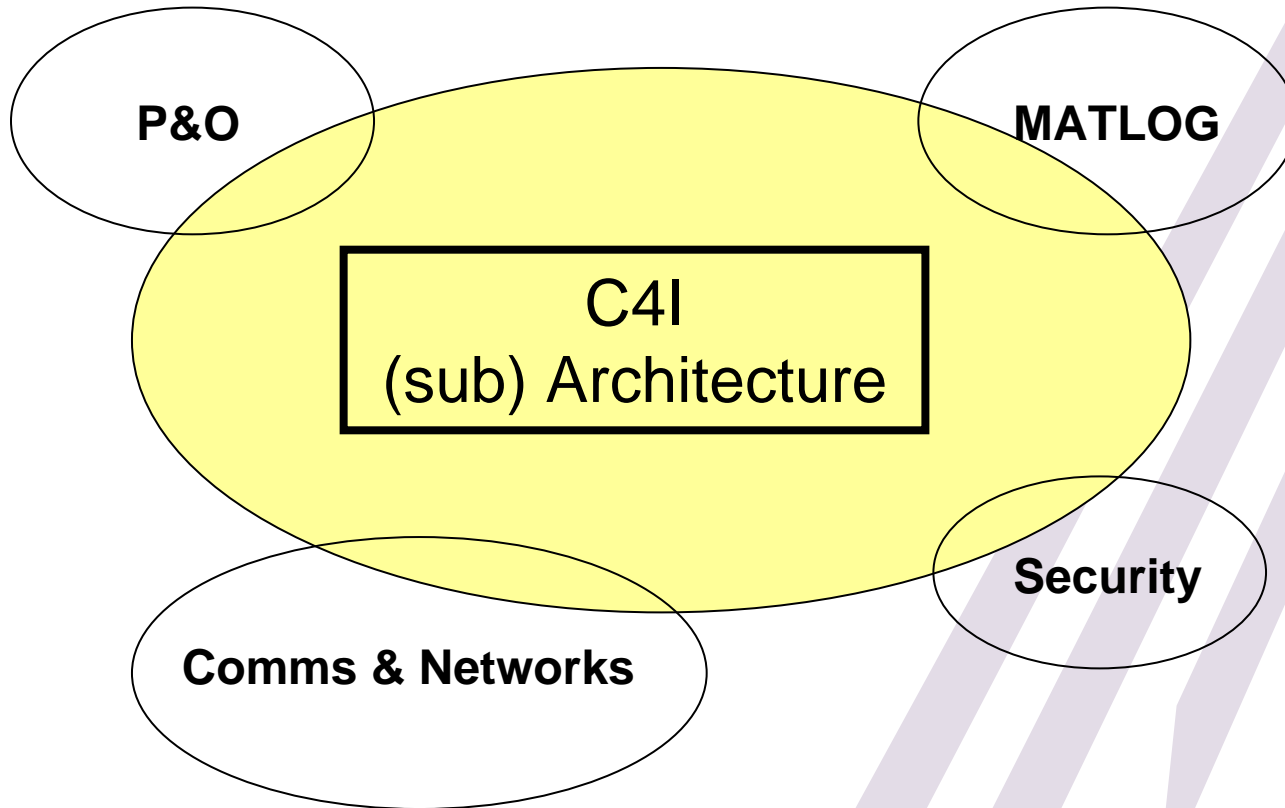 P&O
MATLOG
C4I
(sub) Architecture
Security
Comms & Networks